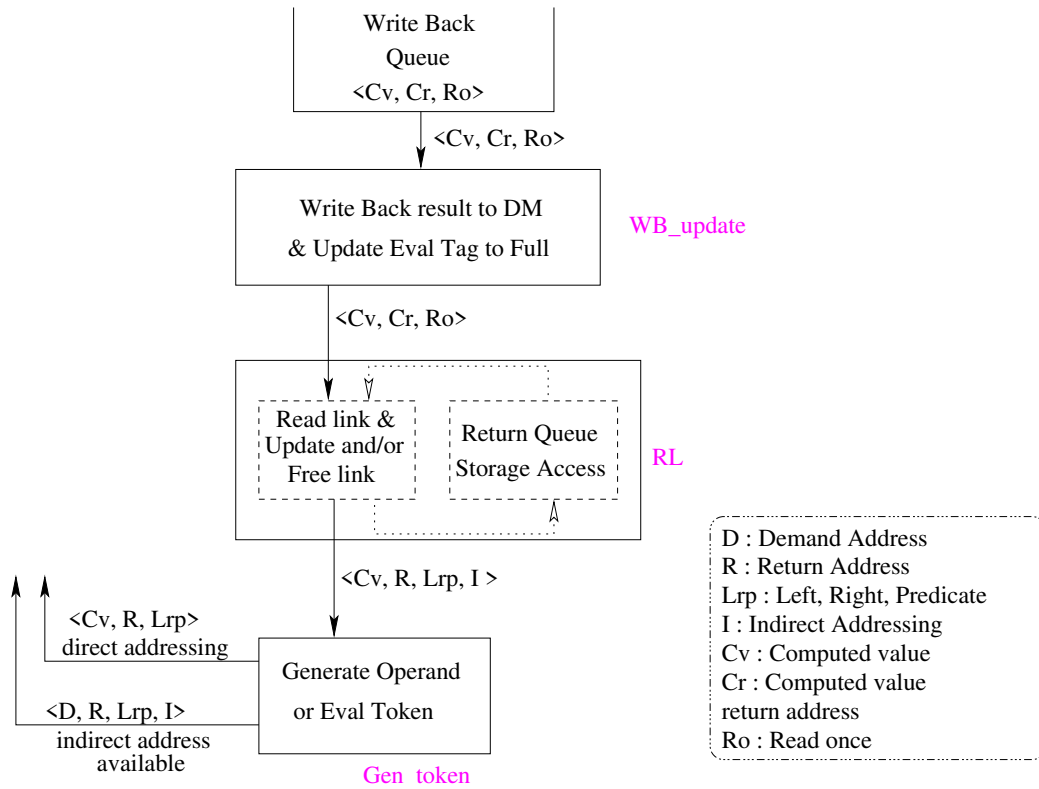 Write Back
Queue
<Cv, Cr, Ro>
<Cv, Cr, Ro>
Write Back result to DM
& Update Eval Tag to Full
WB_update
<Cv, Cr, Ro>
Read link &
Update and/or
Free link
Return Queue
Storage Access
RL
<Cv, R, Lrp, I >
<Cv, R, Lrp>
direct addressing
<D, R, Lrp, I>
indirect address
available
Generate Operand
or Eval Token
Gen_token
D : Demand Address
R : Return Address
Lrp : Left, Right, Predicate
I : Indirect Addressing
Cv : Computed value
Cr : Computed value
return address
Ro : Read once